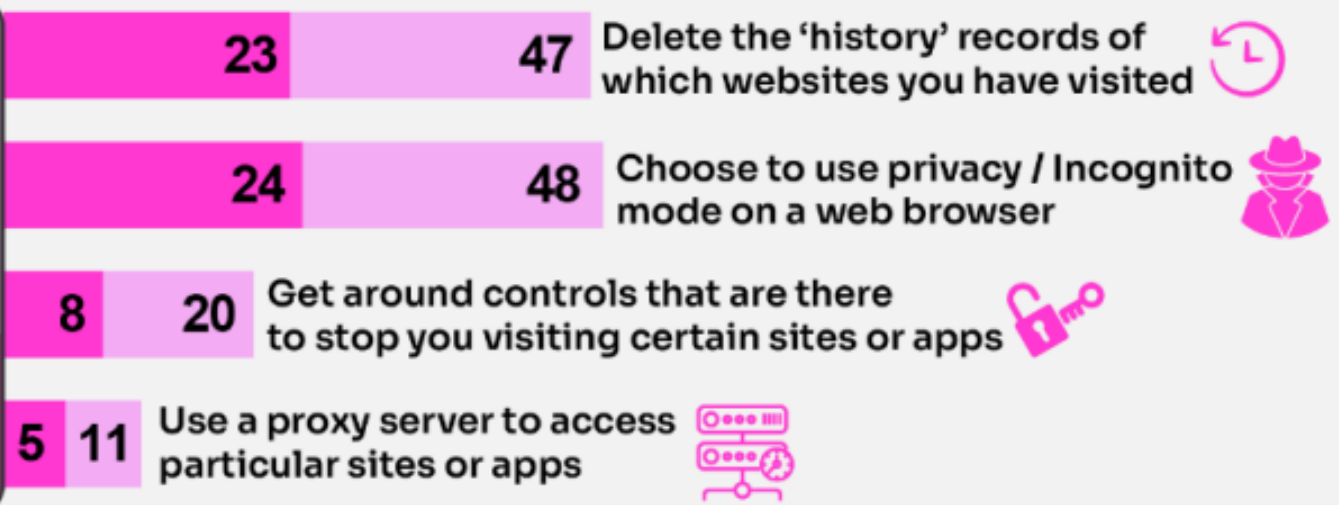 23 47 Delete the ‘history’ records of
which websites you have visited
24 48 Choose to use privacy / Incognito
mode on a web browser
8 20 Get around controls that are there
to stop you visiting certain sites or apps
5 11 Use a proxy server to access
particular sites or apps